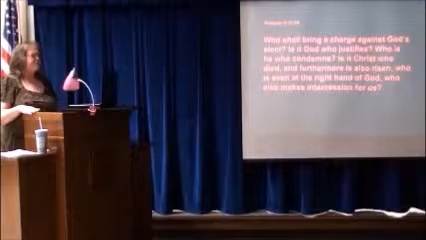 Who shall bring a charge against God's
elect? Is it God who justifies? Who is
he who condemns? Is it Christ who
died, and furthermore is also risen, who
is even at the right hand of God, who
also makes intercession for us?